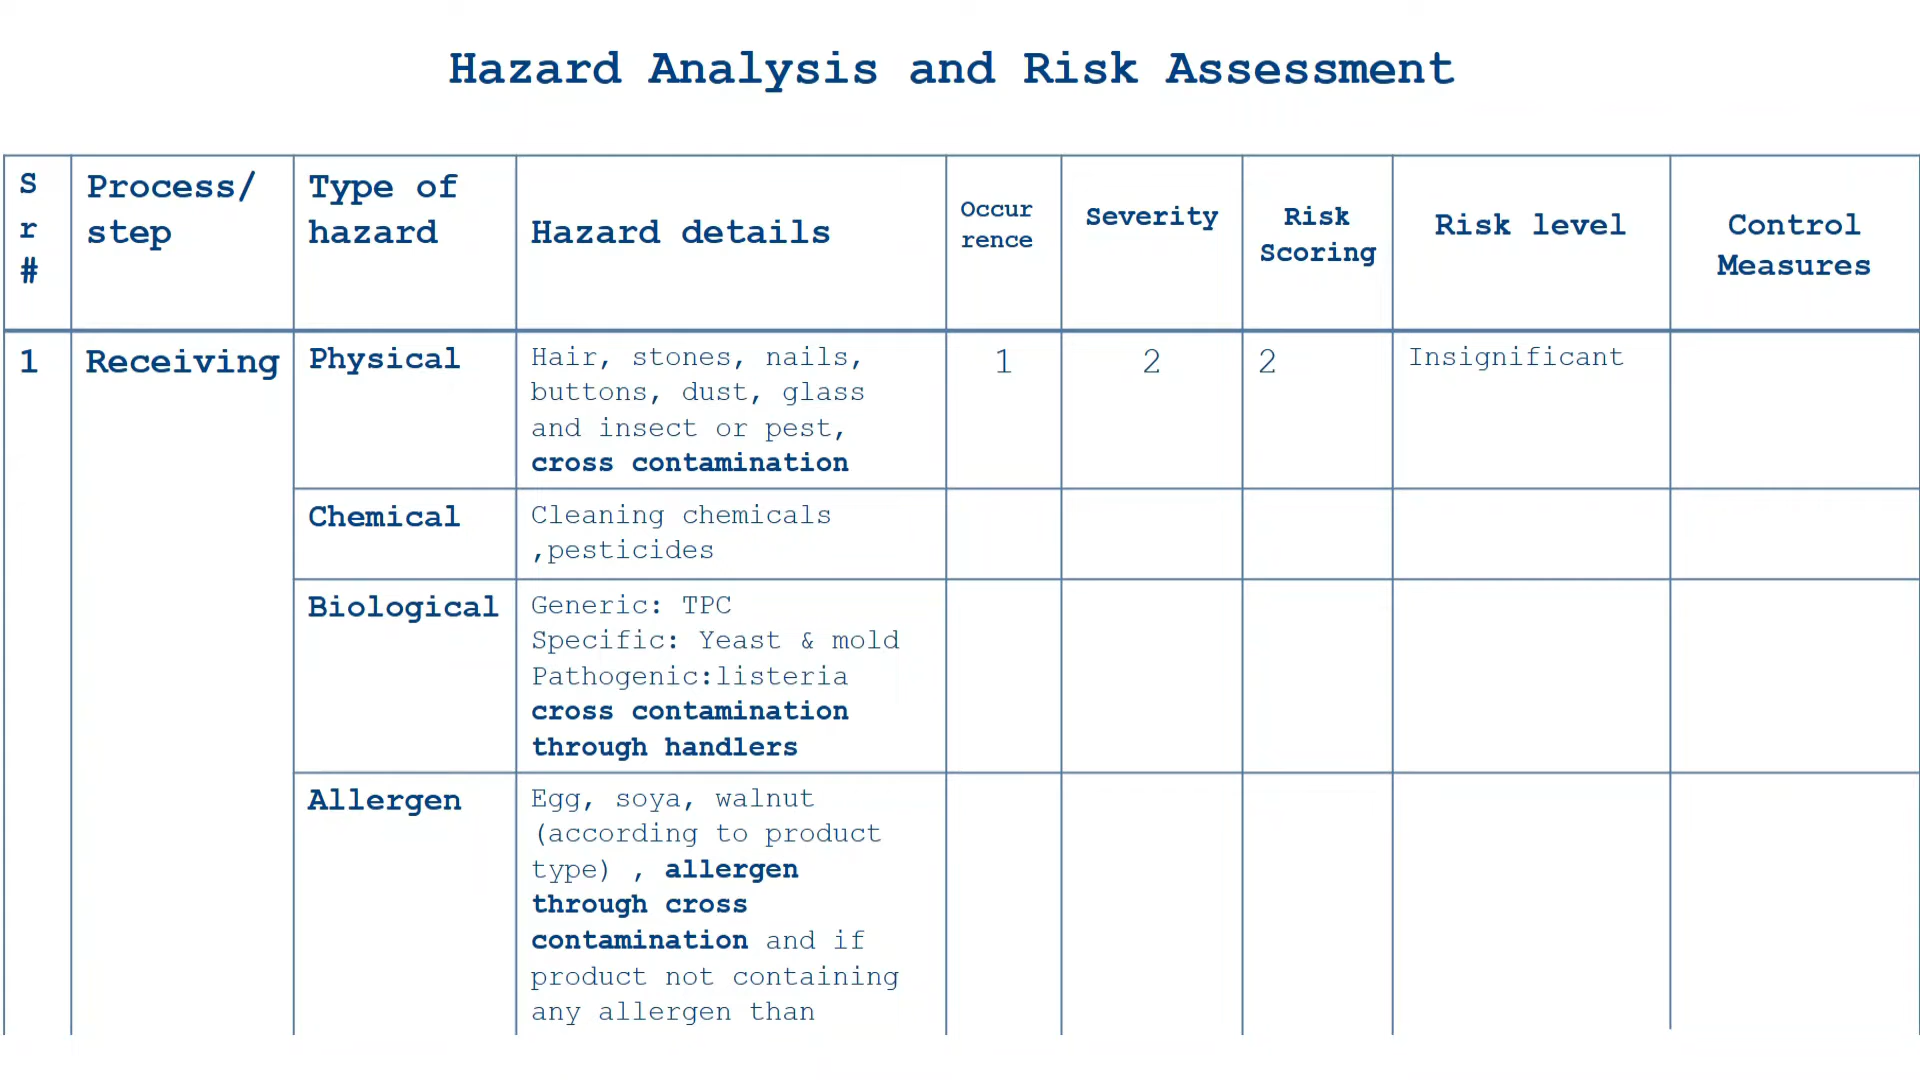 Hazard Analysis and Risk Assessment
S
r
#
Process/
step
Type of
hazard
Hazard details
Occur
rence
Severity
Risk
Scoring
Risk level
Control
Measures
1
Receiving
Physical
Hair, stones, nails,
buttons, dust, glass
and insect or pest,
cross contamination
1
2
2
Insignificant
Chemical
Cleaning chemicals
,pesticides
Biological
Generic: TPC
Specific: Yeast & mold
Pathogenic:listeria
cross contamination
through handlers
Allergen
Egg, soya, walnut
(according to product
type) , allergen
through cross
contamination and if
product not containing
any allergen than